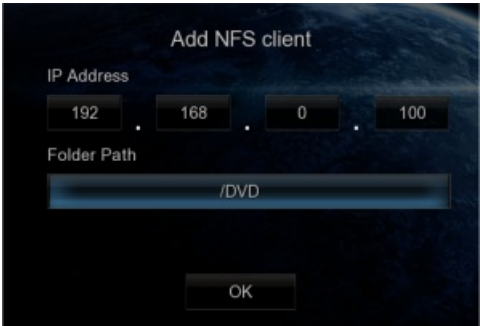 Add NFS client
IP Address
192 . 168 . 0 . 100
Folder Path
/DVD
OK